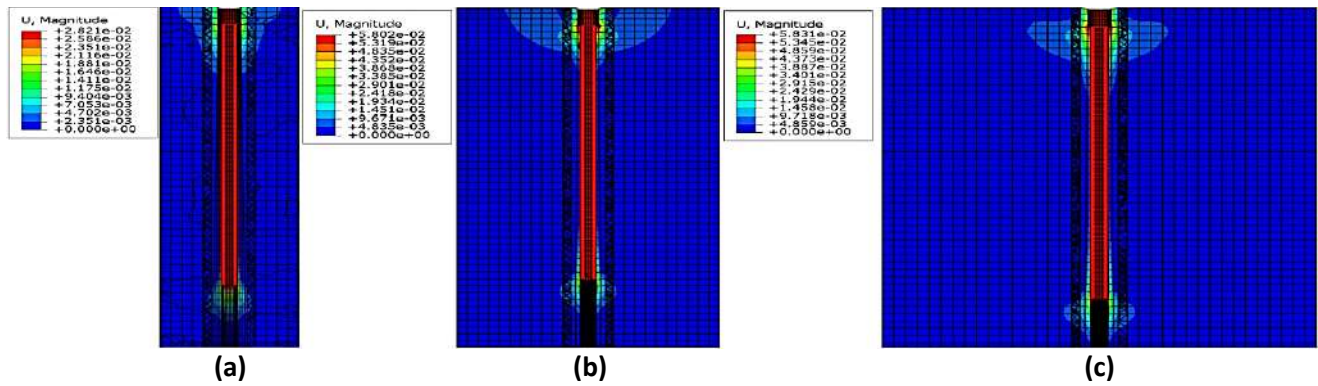 U, Magnitude
+2.821e-02
+2.586e-02
+2.351e-02
+2.116e-02
+1.881e-02
+1.646e-02
+1.411e-02
+1.175e-02
+9.404e-03
+7.053e-03
+4.702e-03
+2.351e-03
+0.000e+00
U, Magnitude
+5.802e-02
+5.319e-02
+4.835e-02
+4.352e-02
+3.868e-02
+3.385e-02
+2.901e-02
+2.418e-02
+1.934e-02
+1.451e-02
+9.671e-03
+4.835e-03
+0.000e+00
U, Magnitude
+5.831e-02
+5.345e-02
+4.859e-02
+4.373e-02
+3.887e-02
+3.401e-02
+2.915e-02
+2.429e-02
+1.944e-02
+1.458e-02
+9.718e-03
+4.859e-03
+0.000e+00
(a)
(b)
(c)